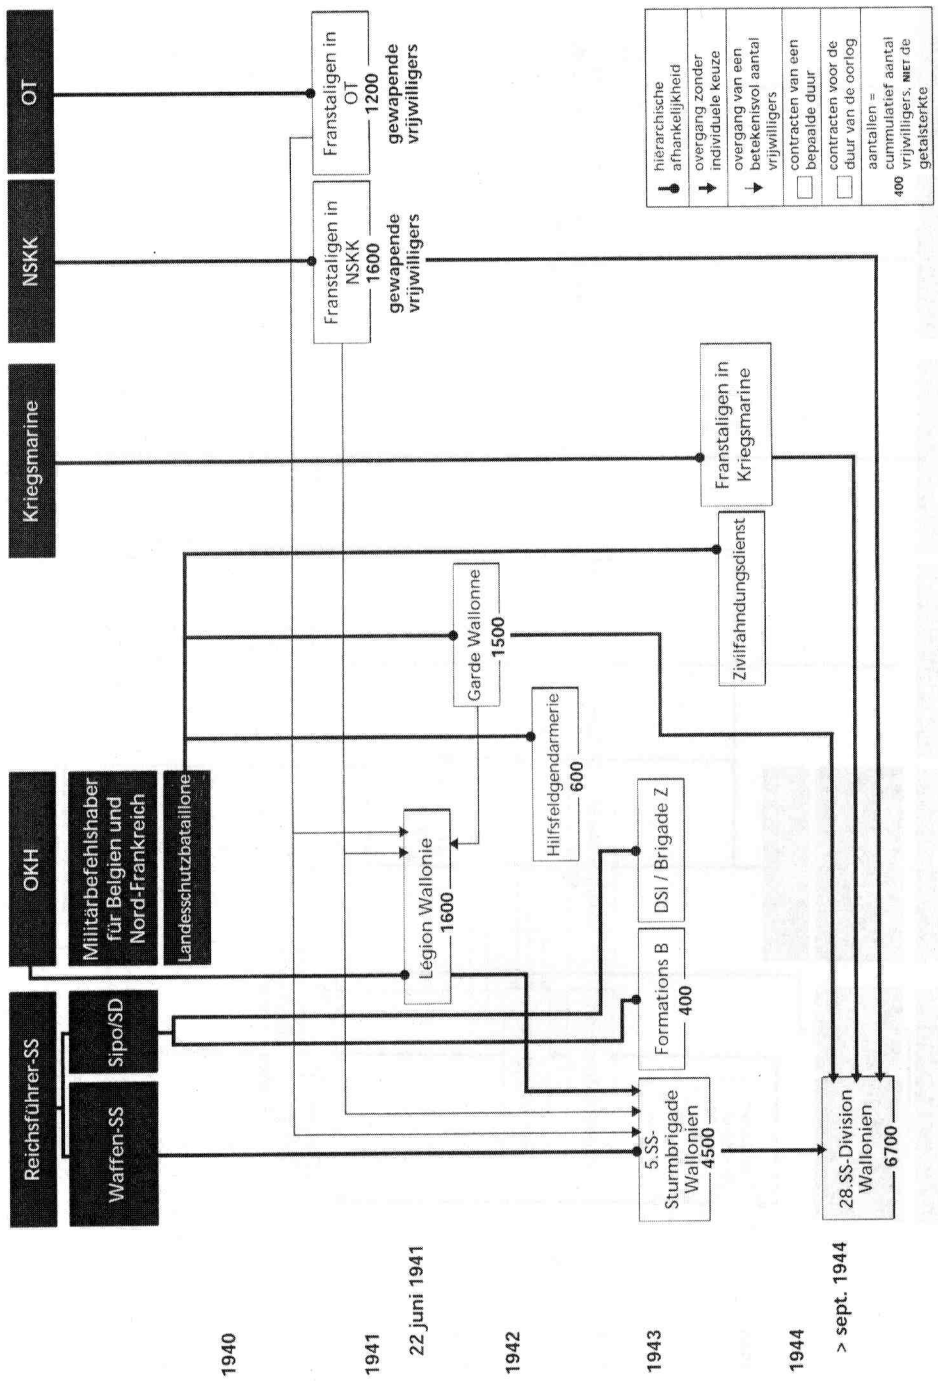 Reichsführer-SS
OKH
Kriegsmarine
NSKK
OT
Waffen-SS
Sipo/SD
Militärbefehlshaber
für Belgien und
Nord-Frankreich
Landesschutzbataillone
1940
1941
22 juni 1941
1942
1943
1944
> sept. 1944
Franstaligen in
NSKK
1600
gewapende
vrijwilligers
Franstaligen in
OT
1200
gewapende
vrijwilligers
Légion Wallonie
1600
Garde Wallonne
1500
Hilfsfeldgendarmerie
600
5.SS-
Sturmbrigade
Wallonien
4500
Formations B
400
DSI / Brigade Z
Zivilfahndungsdienst
Franstaligen in
Kriegsmarine
28.SS-Division
Wallonien
6700
hiërarchische
afhankelijkheid
overgang zonder
individuele keuze
overgang van een
betekenisvol aantal
vrijwilligers
contracten van een
bepaalde duur
contracten voor de
duur van de oorlog
aantallen =
cummulatief aantal
400 vrijwilligers, NIET de
getalsterkte